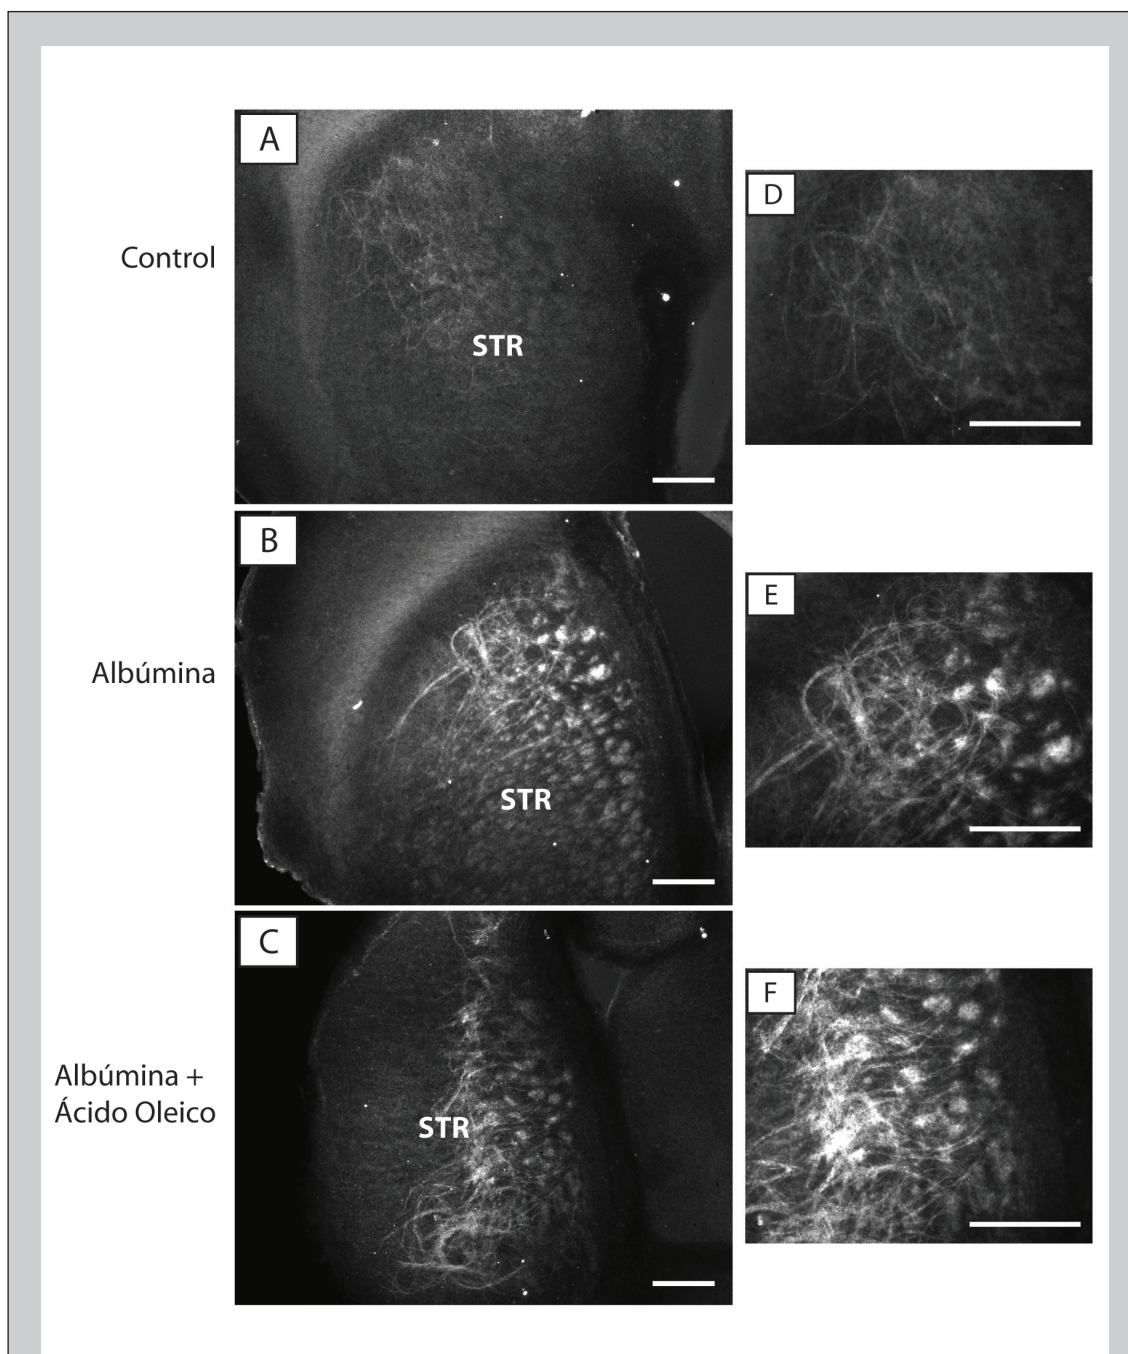 A
D
Control
STR
B
E
Albúmina
STR
C
F
Albúmina +
Ácido Oleico
STR